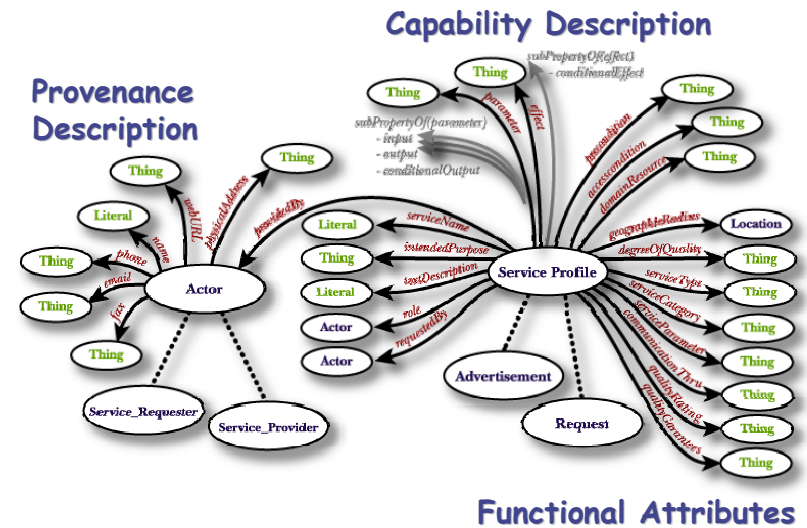 Capability Description
subPropertyOf(effect)
- conditionalEffect
Thing
Thing
Thing
Provenance
Description
parameter
effect
precondition
subPropertyOf(parameter)
- input
- output
- conditionalOutput
Thing
accesscondition
domainResource
Thing
Thing
Thing
webURL
physicalAddress
providedBy
Literal
name
Literal
serviceName
geographicRadius
Location
Thing
phone
Thing
intendedPurpose
degreeOfQuality
Thing
email
Actor
Literal
textDescription
Service Profile
serviceType
Thing
Thing
fax
Actor
role
serviceCategory
Thing
Thing
Actor
requestedBy
serviceParameter
Thing
Advertisement
communicationThru
Thing
Service_Requester
Service_Provider
Request
qualityRating
Thing
qualityGarantees
Thing
Functional Attributes